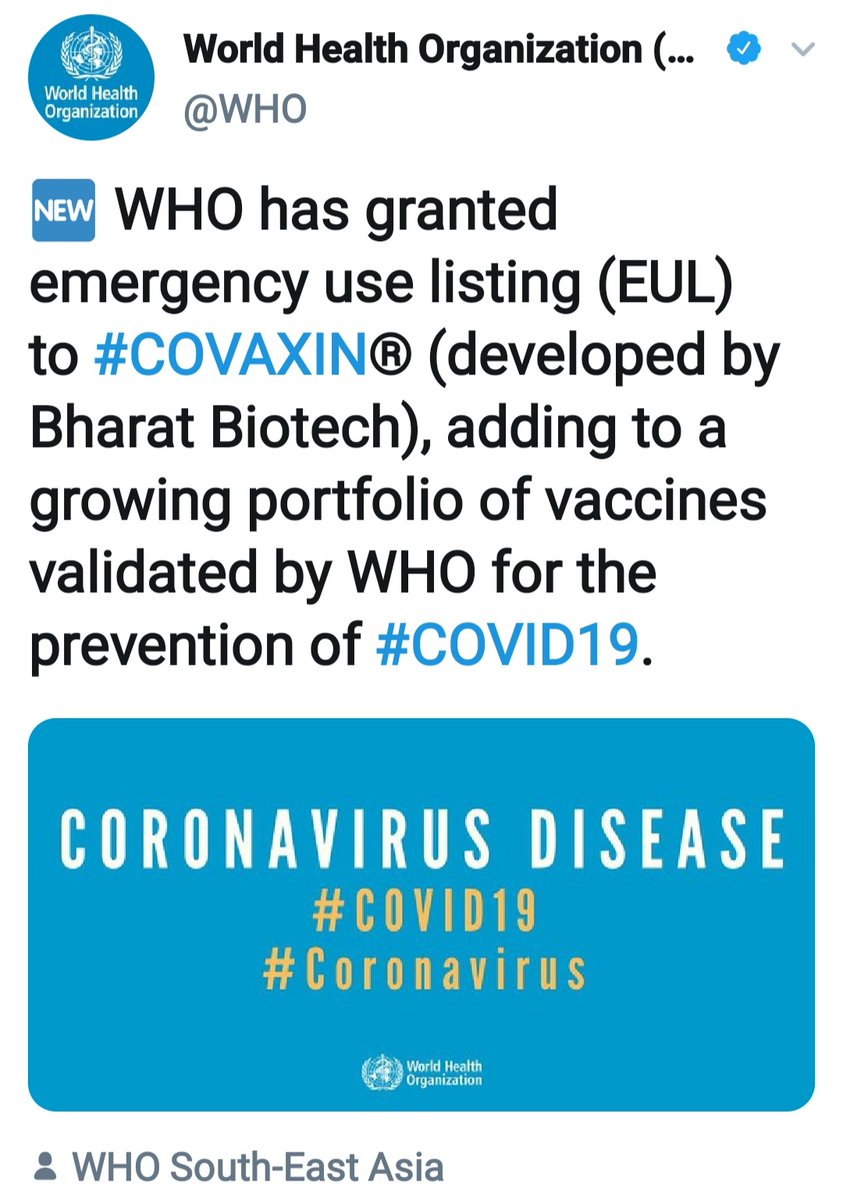 World Health
Organization
World Health Organization (...
@WHO
NEW WHO has granted
emergency use listing (EUL)
to #COVAXIN® (developed by
Bharat Biotech), adding to a
growing portfolio of vaccines
validated by WHO for the
prevention of #COVID19.
CORONAVIRUS DISEASE
#COVID19
#Coronavirus
World Health
Organization
WHO South-East Asia